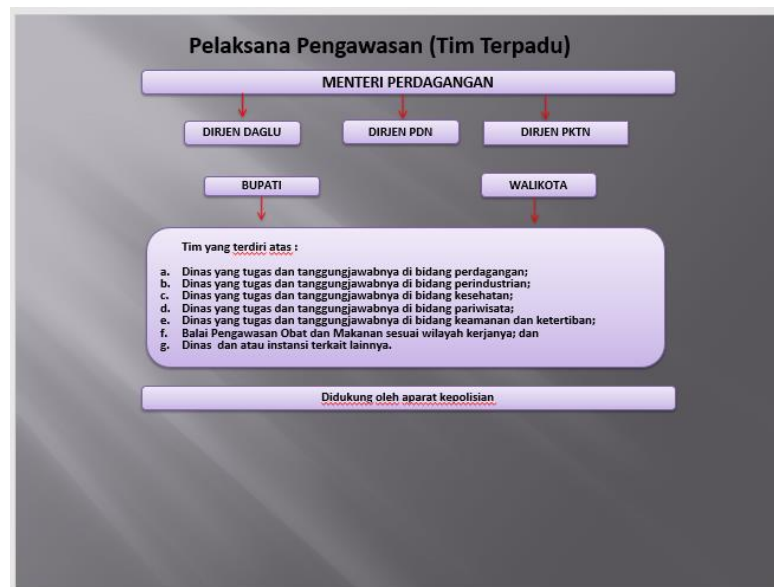 Pelaksana Pengawasan (Tim Terpadu)
MENTERI PERDAGANGAN
DIRJEN DAGLU
DIRJEN PDN
DIRJEN PKTN
BUPATI
WALIKOTA
Tim yang terdiri atas :
a. Dinas yang tugas dan tanggungjawabnya di bidang perdagangan;
b. Dinas yang tugas dan tanggungjawabnya di bidang perindustrian;
c. Dinas yang tugas dan tanggungjawabnya di bidang kesehatan;
d. Dinas yang tugas dan tanggungjawabnya di bidang pariwisata;
e. Dinas yang tugas dan tanggungjawabnya di bidang keamanan dan ketertiban;
f. Balai Pengawasan Obat dan Makanan sesuai wilayah kerjanya; dan
g. Dinas dan atau instansi terkait lainnya.
Didukung oleh aparat kepolisian